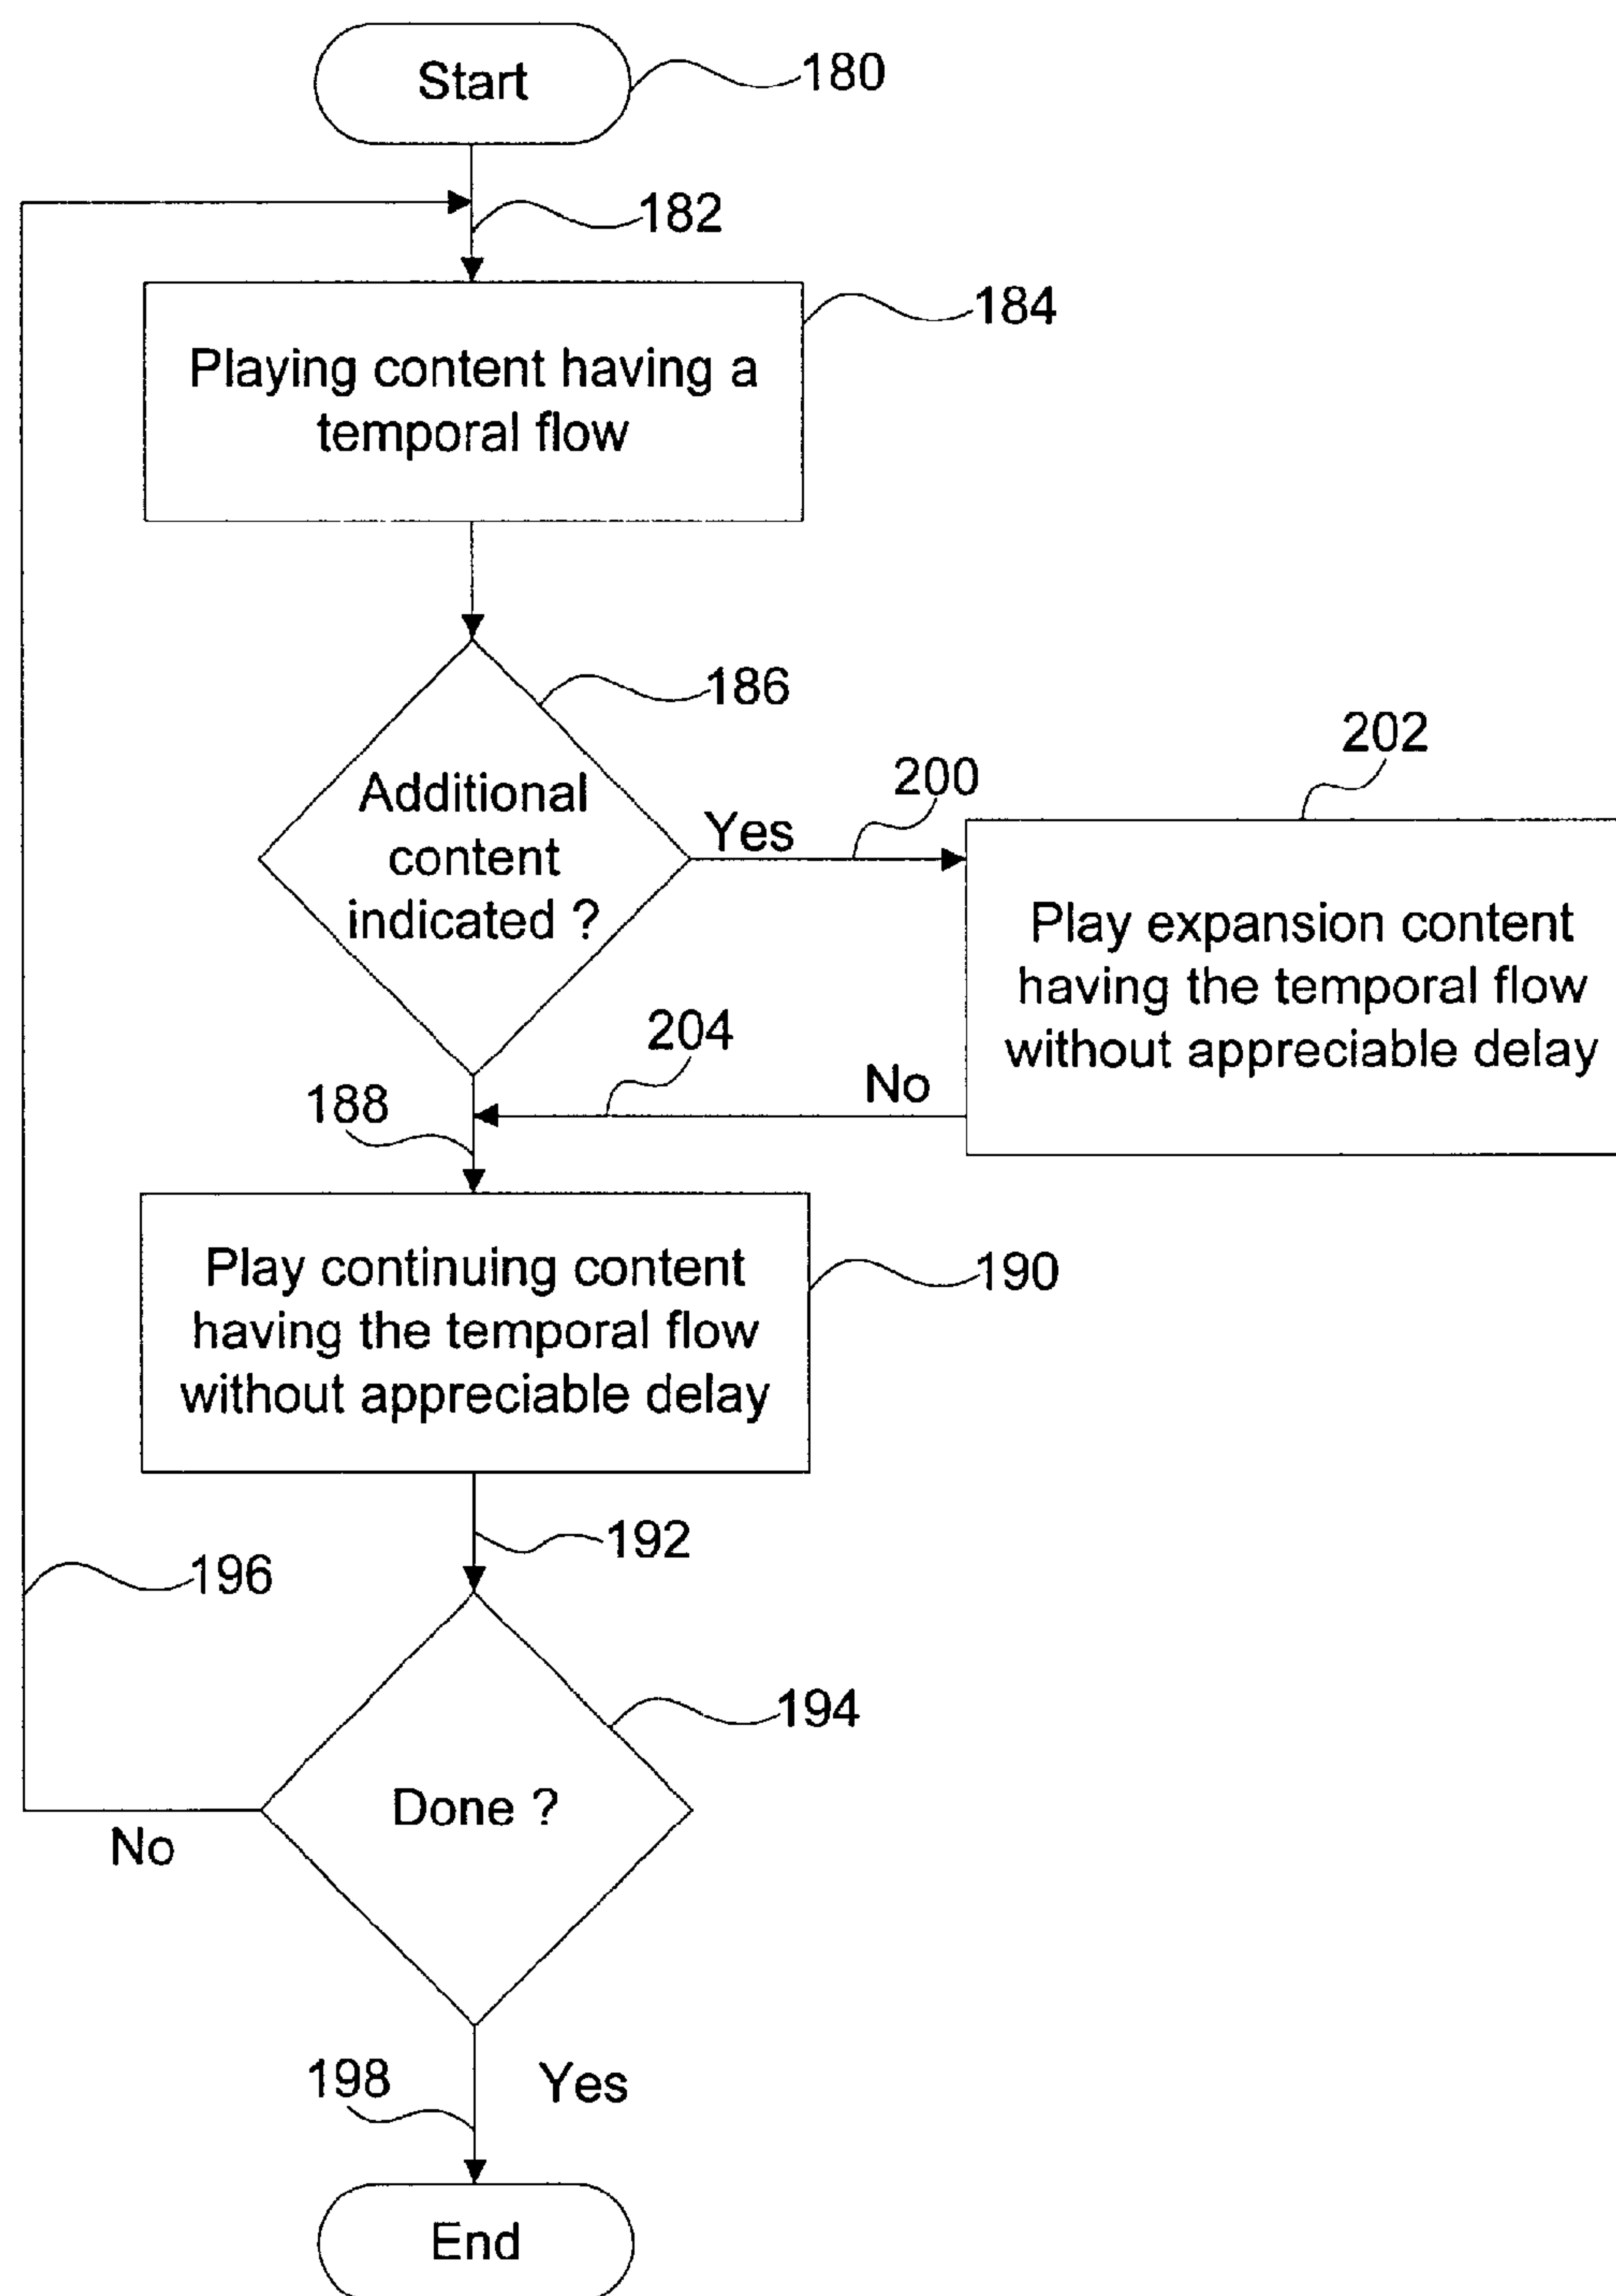 Start
180
182
184
Playing content having a
temporal flow
186
Additional
content
indicated ?
Yes
200
202
Play expansion content
having the temporal flow
without appreciable delay
204
No
188
Play continuing content
having the temporal flow
without appreciable delay
190
192
196
194
Done ?
No
198
Yes
End